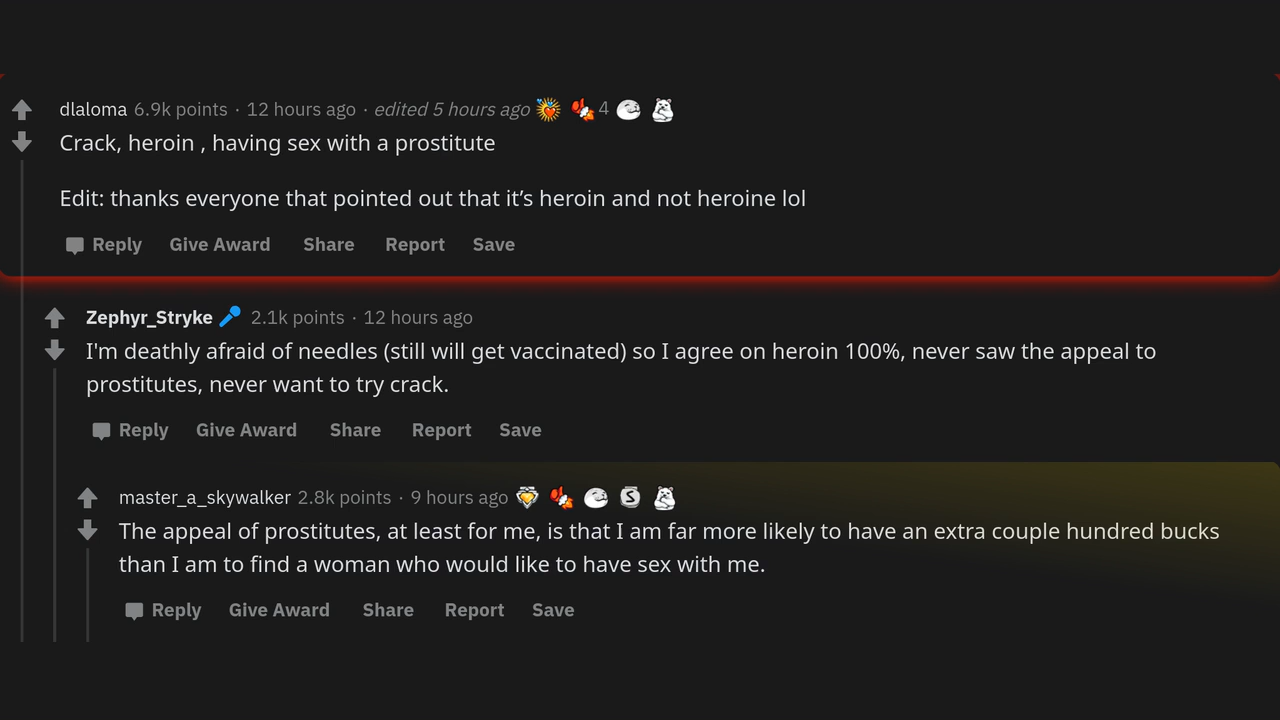 dlaloma 6.9k points · 12 hours ago · edited 5 hours ago 4
Crack, heroin , having sex with a prostitute
Edit: thanks everyone that pointed out that it’s heroin and not heroine lol
Reply Give Award Share Report Save
Zephyr_Stryke 2.1k points · 12 hours ago
I'm deathly afraid of needles (still will get vaccinated) so I agree on heroin 100%, never saw the appeal to
prostitutes, never want to try crack.
Reply Give Award Share Report Save
master_a_skywalker 2.8k points · 9 hours ago S
The appeal of prostitutes, at least for me, is that I am far more likely to have an extra couple hundred bucks
than I am to find a woman who would like to have sex with me.
Reply Give Award Share Report Save